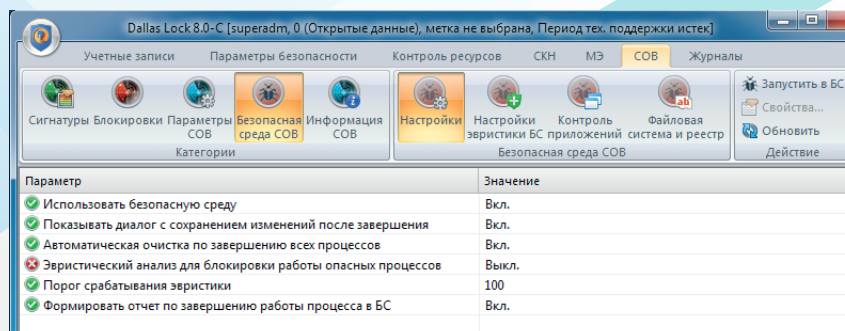 Dallas Lock 8.0-C [superadm, 0 (Открытые данные), метка не выбрана, Период тех. поддержки истек]
Учетные записи Параметры безопасности Контроль ресурсов СКН МЭ СОВ Журналы
Сигнатуры Блокировки Параметры СОВ Безопасная среда СОВ Информация СОВ
Категории
Настройки Настройки эвристики БС Контроль приложений Файловая система и реестр
Безопасная среда СОВ
Запустить в БС
Свойства...
Обновить
Действие
Параметр Значение
Использовать безопасную среду Вкл.
Показывать диалог с сохранением изменений после завершения Вкл.
Автоматическая очистка по завершению всех процессов Вкл.
Эвристический анализ для блокировки работы опасных процессов Выкл.
Порог срабатывания эвристики 100
Формировать отчет по завершению работы процесса в БС Вкл.